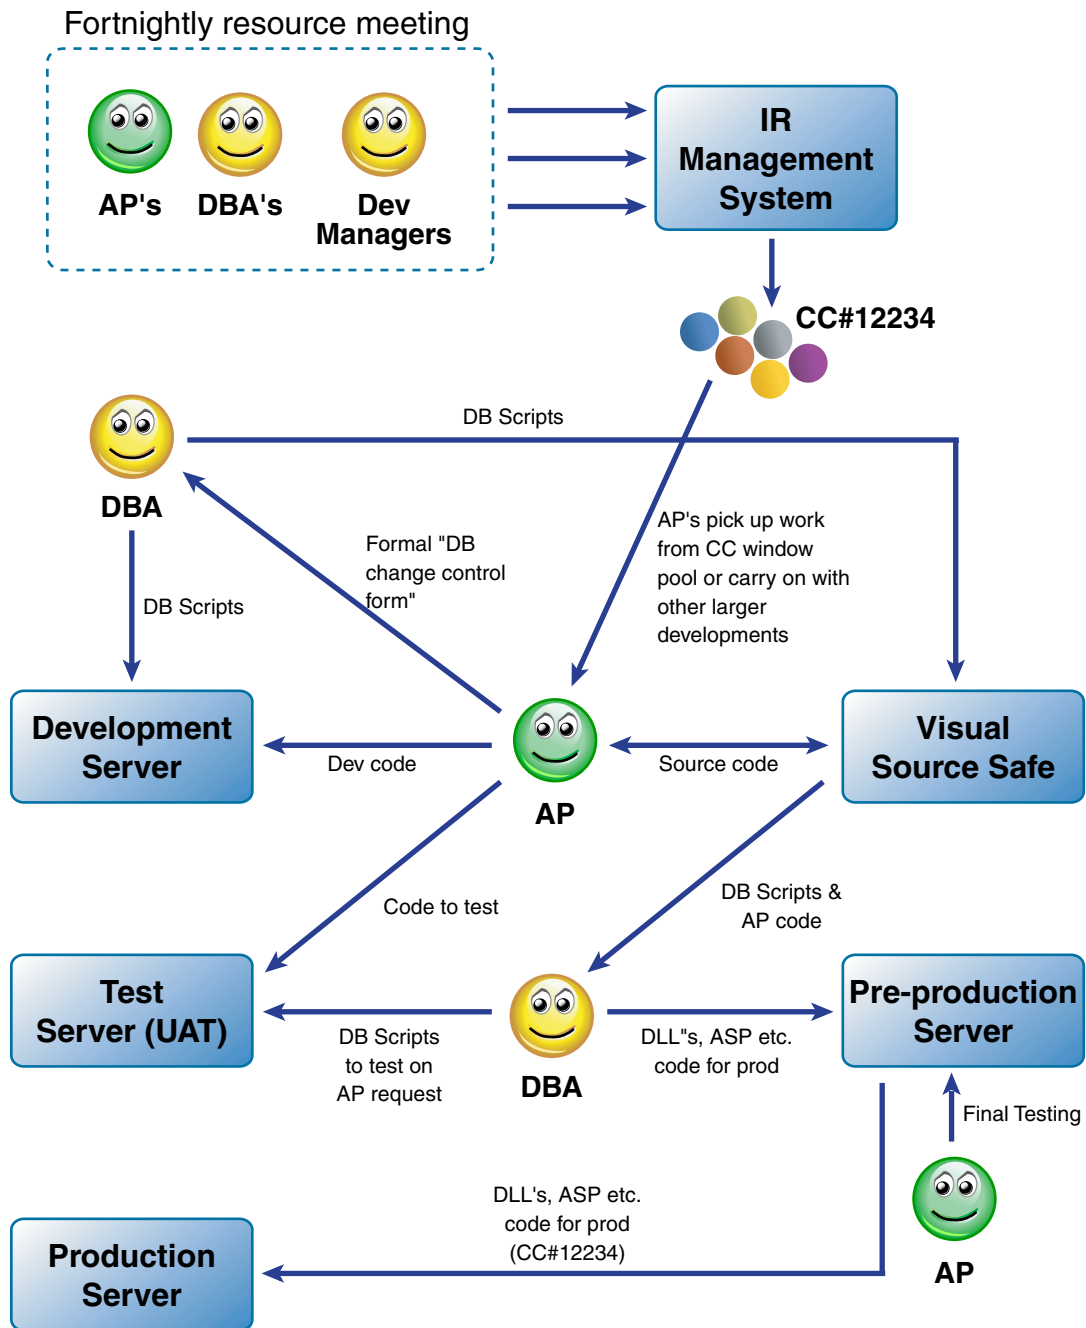 Fortnightly resource meeting
AP's
DBA's
Dev
Managers
IR
Management
System
CC#12234
DB Scripts
DBA
AP's pick up work
from CC window
pool or carry on with
other larger
developments
Formal "DB
change control
form"
DB Scripts
Development
Server
Dev code
AP
Source code
Visual
Source Safe
Code to test
DB Scripts &
AP code
Test
Server (UAT)
DB Scripts
to test on
AP request
DBA
DLL"s, ASP etc.
code for prod
Pre-production
Server
Final Testing
AP
DLL's, ASP etc.
code for prod
(CC#12234)
Production
Server